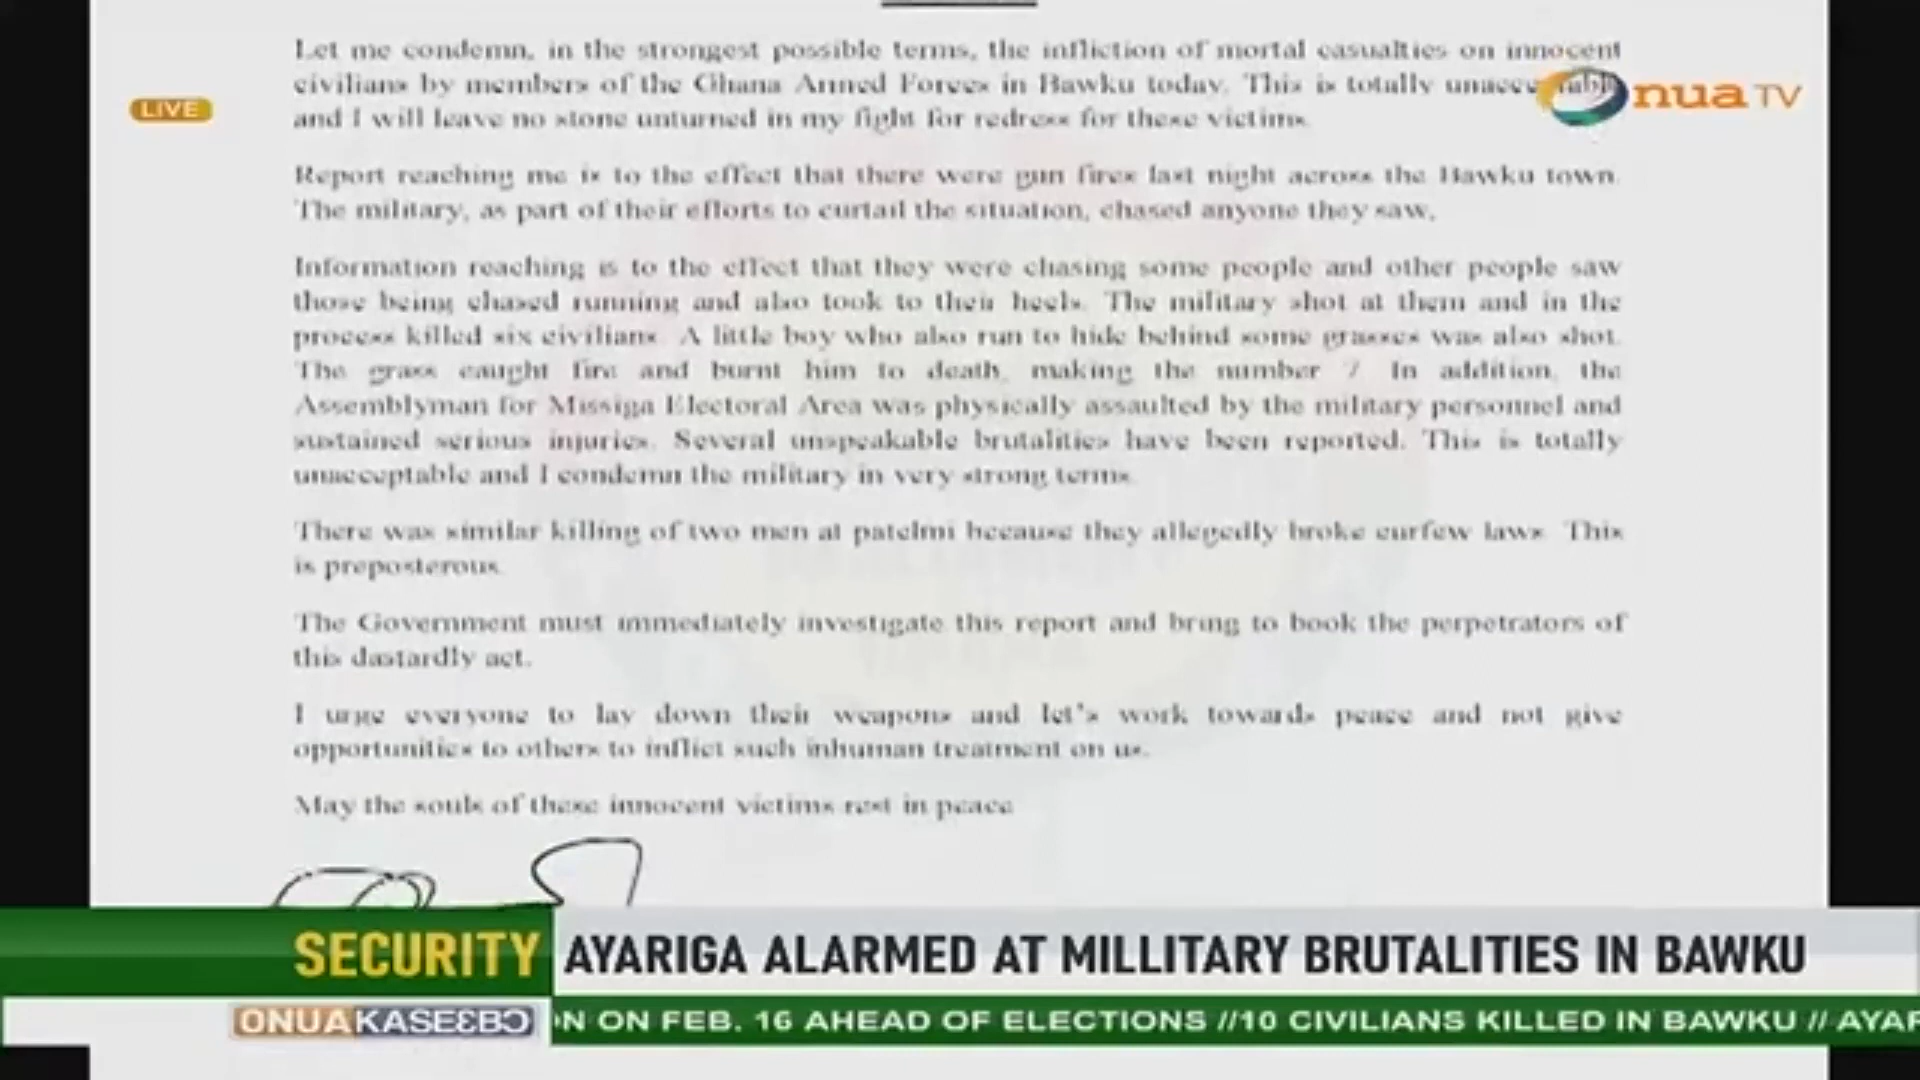 Let me condemn, in the strongest possible terms, the infliction of mortal casualties on innocent
civilians by members of the Ghana Armed Forces in Bawku today. This is totally unacceptable
and I will leave no stone unturned in my fight for redress for these victims.
LIVE
Onua TV
Report reaching me is to the effect that there were gun fires last night across the Bawku town.
The military, as part of their efforts to curtail the situation, chased anyone they saw.
Information reaching is to the effect that they were chasing some people and other people saw
those being chased running and also took to their heels. The military shot at them and in the
process killed six civilians. A little boy who also run to hide behind some grasses was also shot.
The grass caught fire and burnt him to death, making the number 7. In addition, the
Assemblyman for Missiga Electoral Area was physically assaulted by the military personnel and
sustained serious injuries. Several unspeakable brutalities have been reported. This is totally
unacceptable and I condemn the military in very strong terms.
There was similar killing of two men at patelmi because they allegedly broke curfew laws. This
is preposterous.
The Government must immediately investigate this report and bring to book the perpetrators of
this dastardly act.
I urge everyone to lay down their weapons and let's work towards peace and not give
opportunities to others to inflict such inhuman treatment on us.
May the souls of these innocent victims rest in peace
SECURITY
AYARIGA ALARMED AT MILLITARY BRUTALITIES IN BAWKU
ONUA KASEƐBƆ
N ON FEB. 16 AHEAD OF ELECTIONS //10 CIVILIANS KILLED IN BAWKU // AYAR